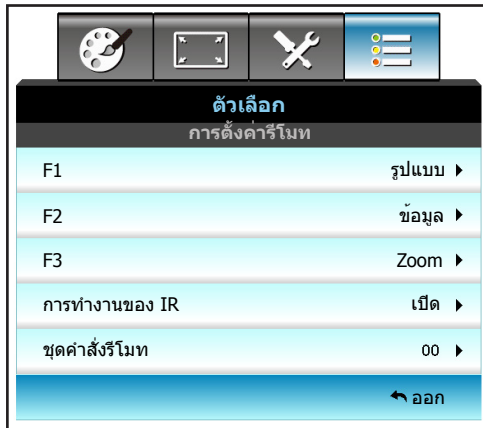 ตัวเลือก
การตั้งค่ารีโมท
F1 รูปแบบ
F2 ข้อมูล
F3 Zoom
การทำงานของ IR เปิด
ชุดคำสั่งรีโมท 00
ออก